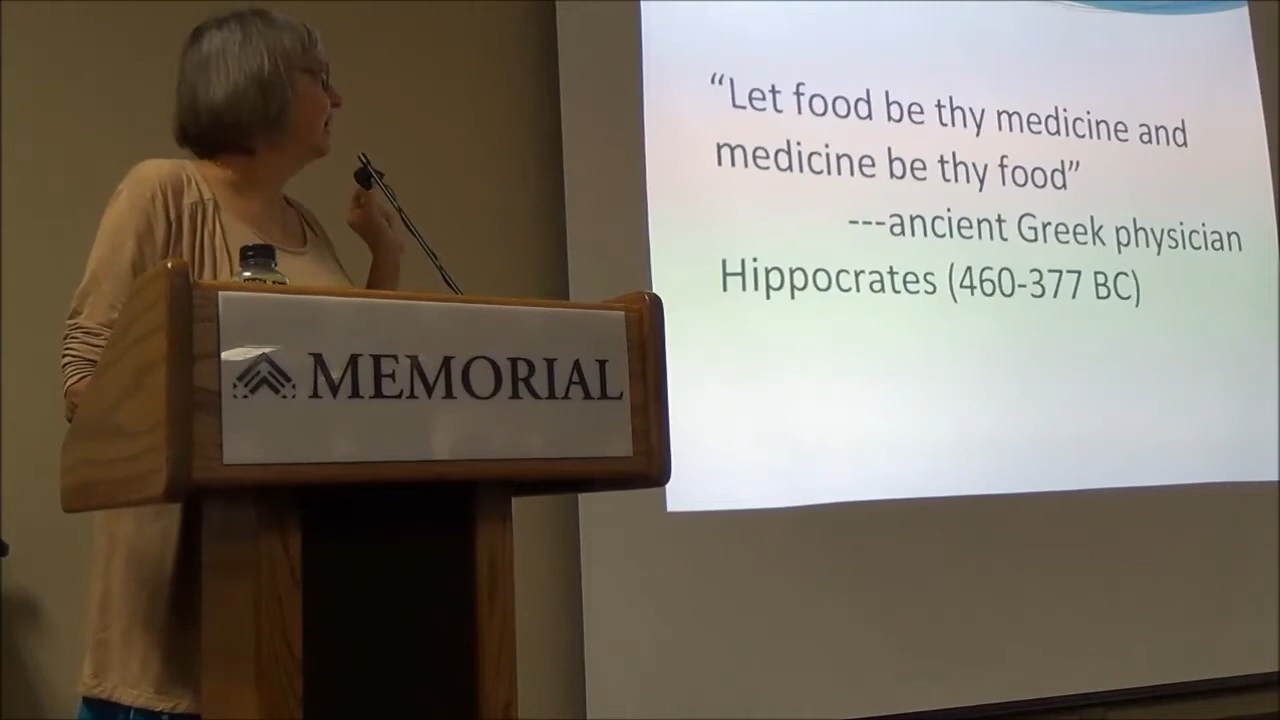 “Let food be thy medicine and
medicine be thy food”
---ancient Greek physician
Hippocrates (460-377 BC)
MEMORIAL